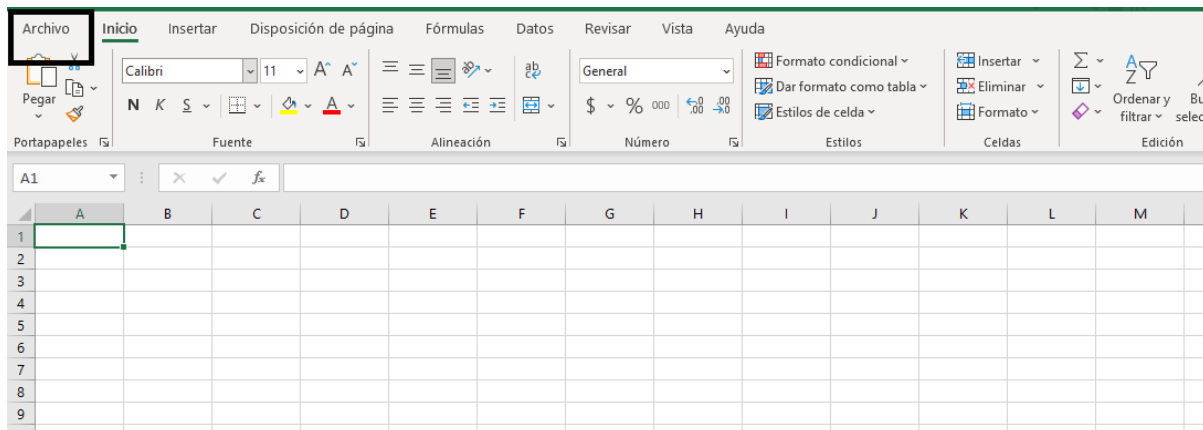 Archivo Inicio Insertar Disposición de página Fórmulas Datos Revisar Vista Ayuda
Calibri 11 A A ab General Formato condicional Insertar Σ A Z
Pegar N K S A $ % 000 Dar formato como tabla Eliminar Ordenar y
Estilos de celda Formato filtrar
Portapapeles Fuente Alineación Número Estilos Celdas Edición
A1 fx
A B C D E F G H I J K L M
1
2
3
4
5
6
7
8
9